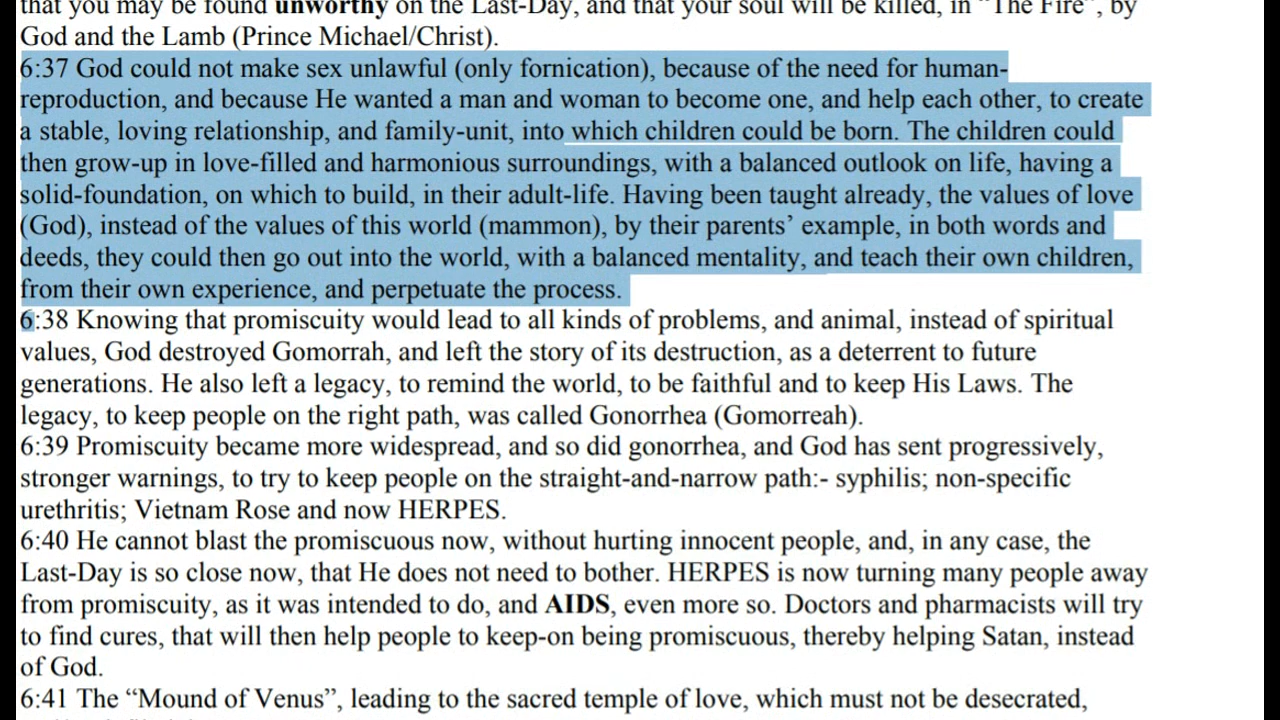 that you may be found unworthy on the Last-Day, and that your soul will be killed, in “The Fire”, by
God and the Lamb (Prince Michael/Christ).
6:37 God could not make sex unlawful (only fornication), because of the need for human-
reproduction, and because He wanted a man and woman to become one, and help each other, to create
a stable, loving relationship, and family-unit, into which children could be born. The children could
then grow-up in love-filled and harmonious surroundings, with a balanced outlook on life, having a
solid-foundation, on which to build, in their adult-life. Having been taught already, the values of love
(God), instead of the values of this world (mammon), by their parents’ example, in both words and
deeds, they could then go out into the world, with a balanced mentality, and teach their own children,
from their own experience, and perpetuate the process.
6:38 Knowing that promiscuity would lead to all kinds of problems, and animal, instead of spiritual
values, God destroyed Gomorrah, and left the story of its destruction, as a deterrent to future
generations. He also left a legacy, to remind the world, to be faithful and to keep His Laws. The
legacy, to keep people on the right path, was called Gonorrhea (Gomorreah).
6:39 Promiscuity became more widespread, and so did gonorrhea, and God has sent progressively,
stronger warnings, to try to keep people on the straight-and-narrow path:- syphilis; non-specific
urethritis; Vietnam Rose and now HERPES.
6:40 He cannot blast the promiscuous now, without hurting innocent people, and, in any case, the
Last-Day is so close now, that He does not need to bother. HERPES is now turning many people away
from promiscuity, as it was intended to do, and AIDS, even more so. Doctors and pharmacists will try
to find cures, that will then help people to keep-on being promiscuous, thereby helping Satan, instead
of God.
6:41 The “Mound of Venus”, leading to the sacred temple of love, which must not be desecrated,